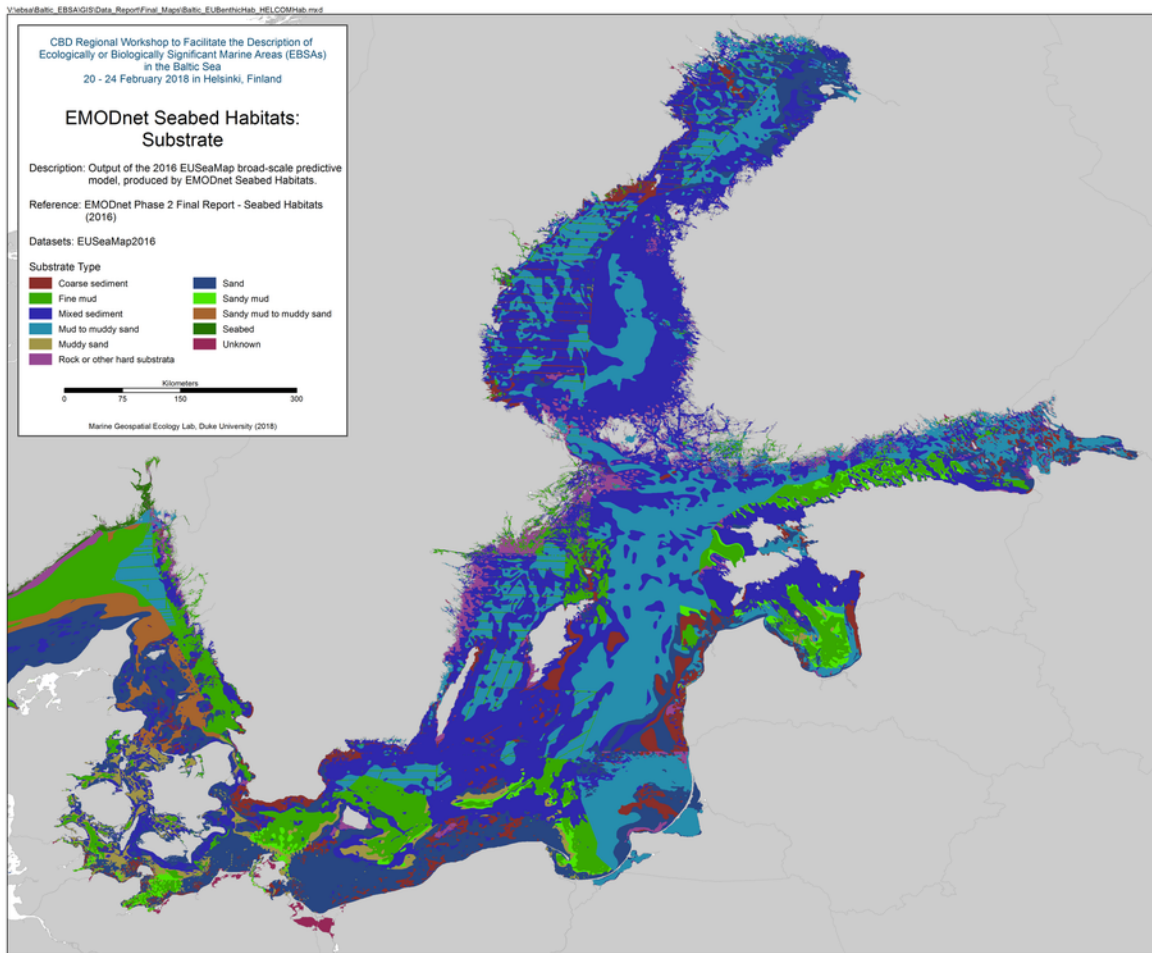 V:\ebsa\Baltic_EBSA\GIS\Data_Report\Final_Maps\Baltic_EUBenthicHab_HELCOMHab.mxd
CBD Regional Workshop to Facilitate the Description of
Ecologically or Biologically Significant Marine Areas (EBSAs)
in the Baltic Sea
20 - 24 February 2018 in Helsinki, Finland
EMODnet Seabed Habitats:
Substrate
Description: Output of the 2016 EUSeaMap broad-scale predictive
model, produced by EMODnet Seabed Habitats.
Reference: EMODnet Phase 2 Final Report - Seabed Habitats
(2016)
Datasets: EUSeaMap2016
Substrate Type
Coarse sediment
Fine mud
Mixed sediment
Mud to muddy sand
Muddy sand
Rock or other hard substrata
Sand
Sandy mud
Sandy mud to muddy sand
Seabed
Unknown
Kilometers
0 75 150 300
Marine Geospatial Ecology Lab, Duke University (2018)